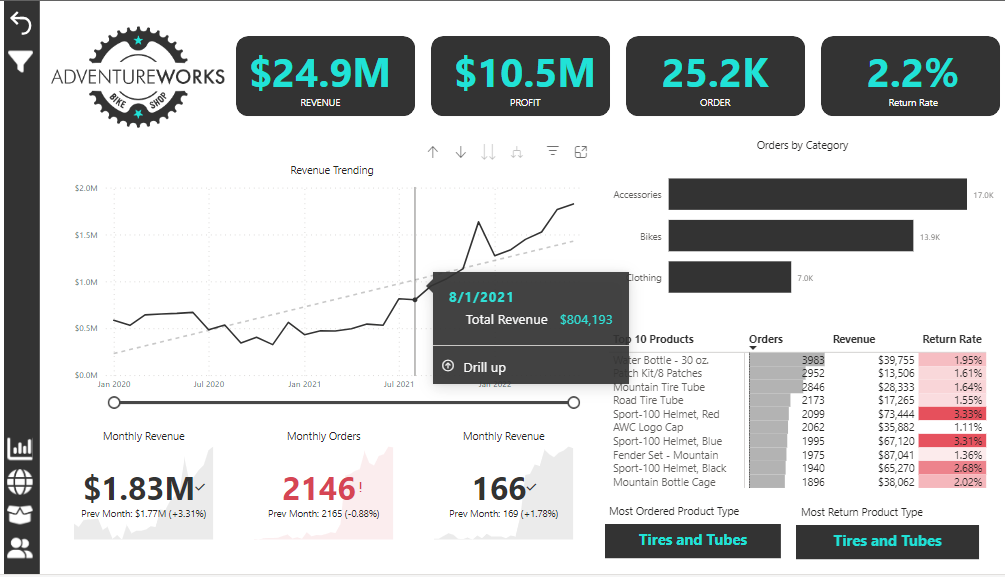 ADVENTUREWORKS
BIKE SHOP
$24.9M
REVENUE
$10.5M
PROFIT
25.2K
ORDER
2.2%
Return Rate
Revenue Trending
$2.0M
$1.5M
$1.0M
$0.5M
$0.0M
Jan 2020
Jul 2020
Jan 2021
Jul 2021
Jan 2022
8/1/2021
Total Revenue $804,193
Drill up
Orders by Category
Accessories 17.0K
Bikes 13.9K
Clothing 7.0K
Top 10 Products Orders Revenue Return Rate
Water Bottle - 30 oz. 3983 $39,755 1.95%
Patch Kit/8 Patches 2952 $13,506 1.61%
Mountain Tire Tube 2846 $28,333 1.64%
Road Tire Tube 2173 $17,265 1.55%
Sport-100 Helmet, Red 2099 $73,444 3.33%
AWC Logo Cap 2062 $35,882 1.11%
Sport-100 Helmet, Blue 1995 $67,120 3.31%
Fender Set - Mountain 1975 $87,041 1.36%
Sport-100 Helmet, Black 1940 $65,270 2.68%
Mountain Bottle Cage 1896 $38,062 2.02%
Monthly Revenue
$1.83M
Prev Month: $1.77M (+3.31%)
Monthly Orders
2146!
Prev Month: 2165 (-0.88%)
Monthly Revenue
166
Prev Month: 169 (+1.78%)
Most Ordered Product Type
Tires and Tubes
Most Return Product Type
Tires and Tubes